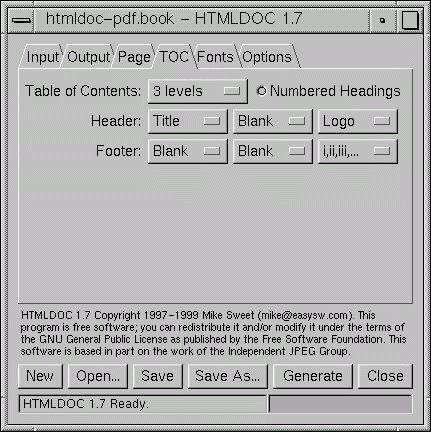 htmldoc-pdf.book - HTMLDOC 1.7
Input Output Page TOC Fonts Options
Table of Contents: 3 levels Numbered Headings
Header: Title Blank Logo
Footer: Blank Blank i,ii,iii,...
HTMLDOC 1.7 Copyright 1997-1999 Mike Sweet (mike@easysw.com). This
program is free software; you can redistribute it and/or modify it under the terms of
the GNU General Public License as published by the Free Software Foundation. This
software is based in part on the work of the Independent JPEG Group.
New Open... Save Save As... Generate Close
HTMLDOC 1.7 Ready.